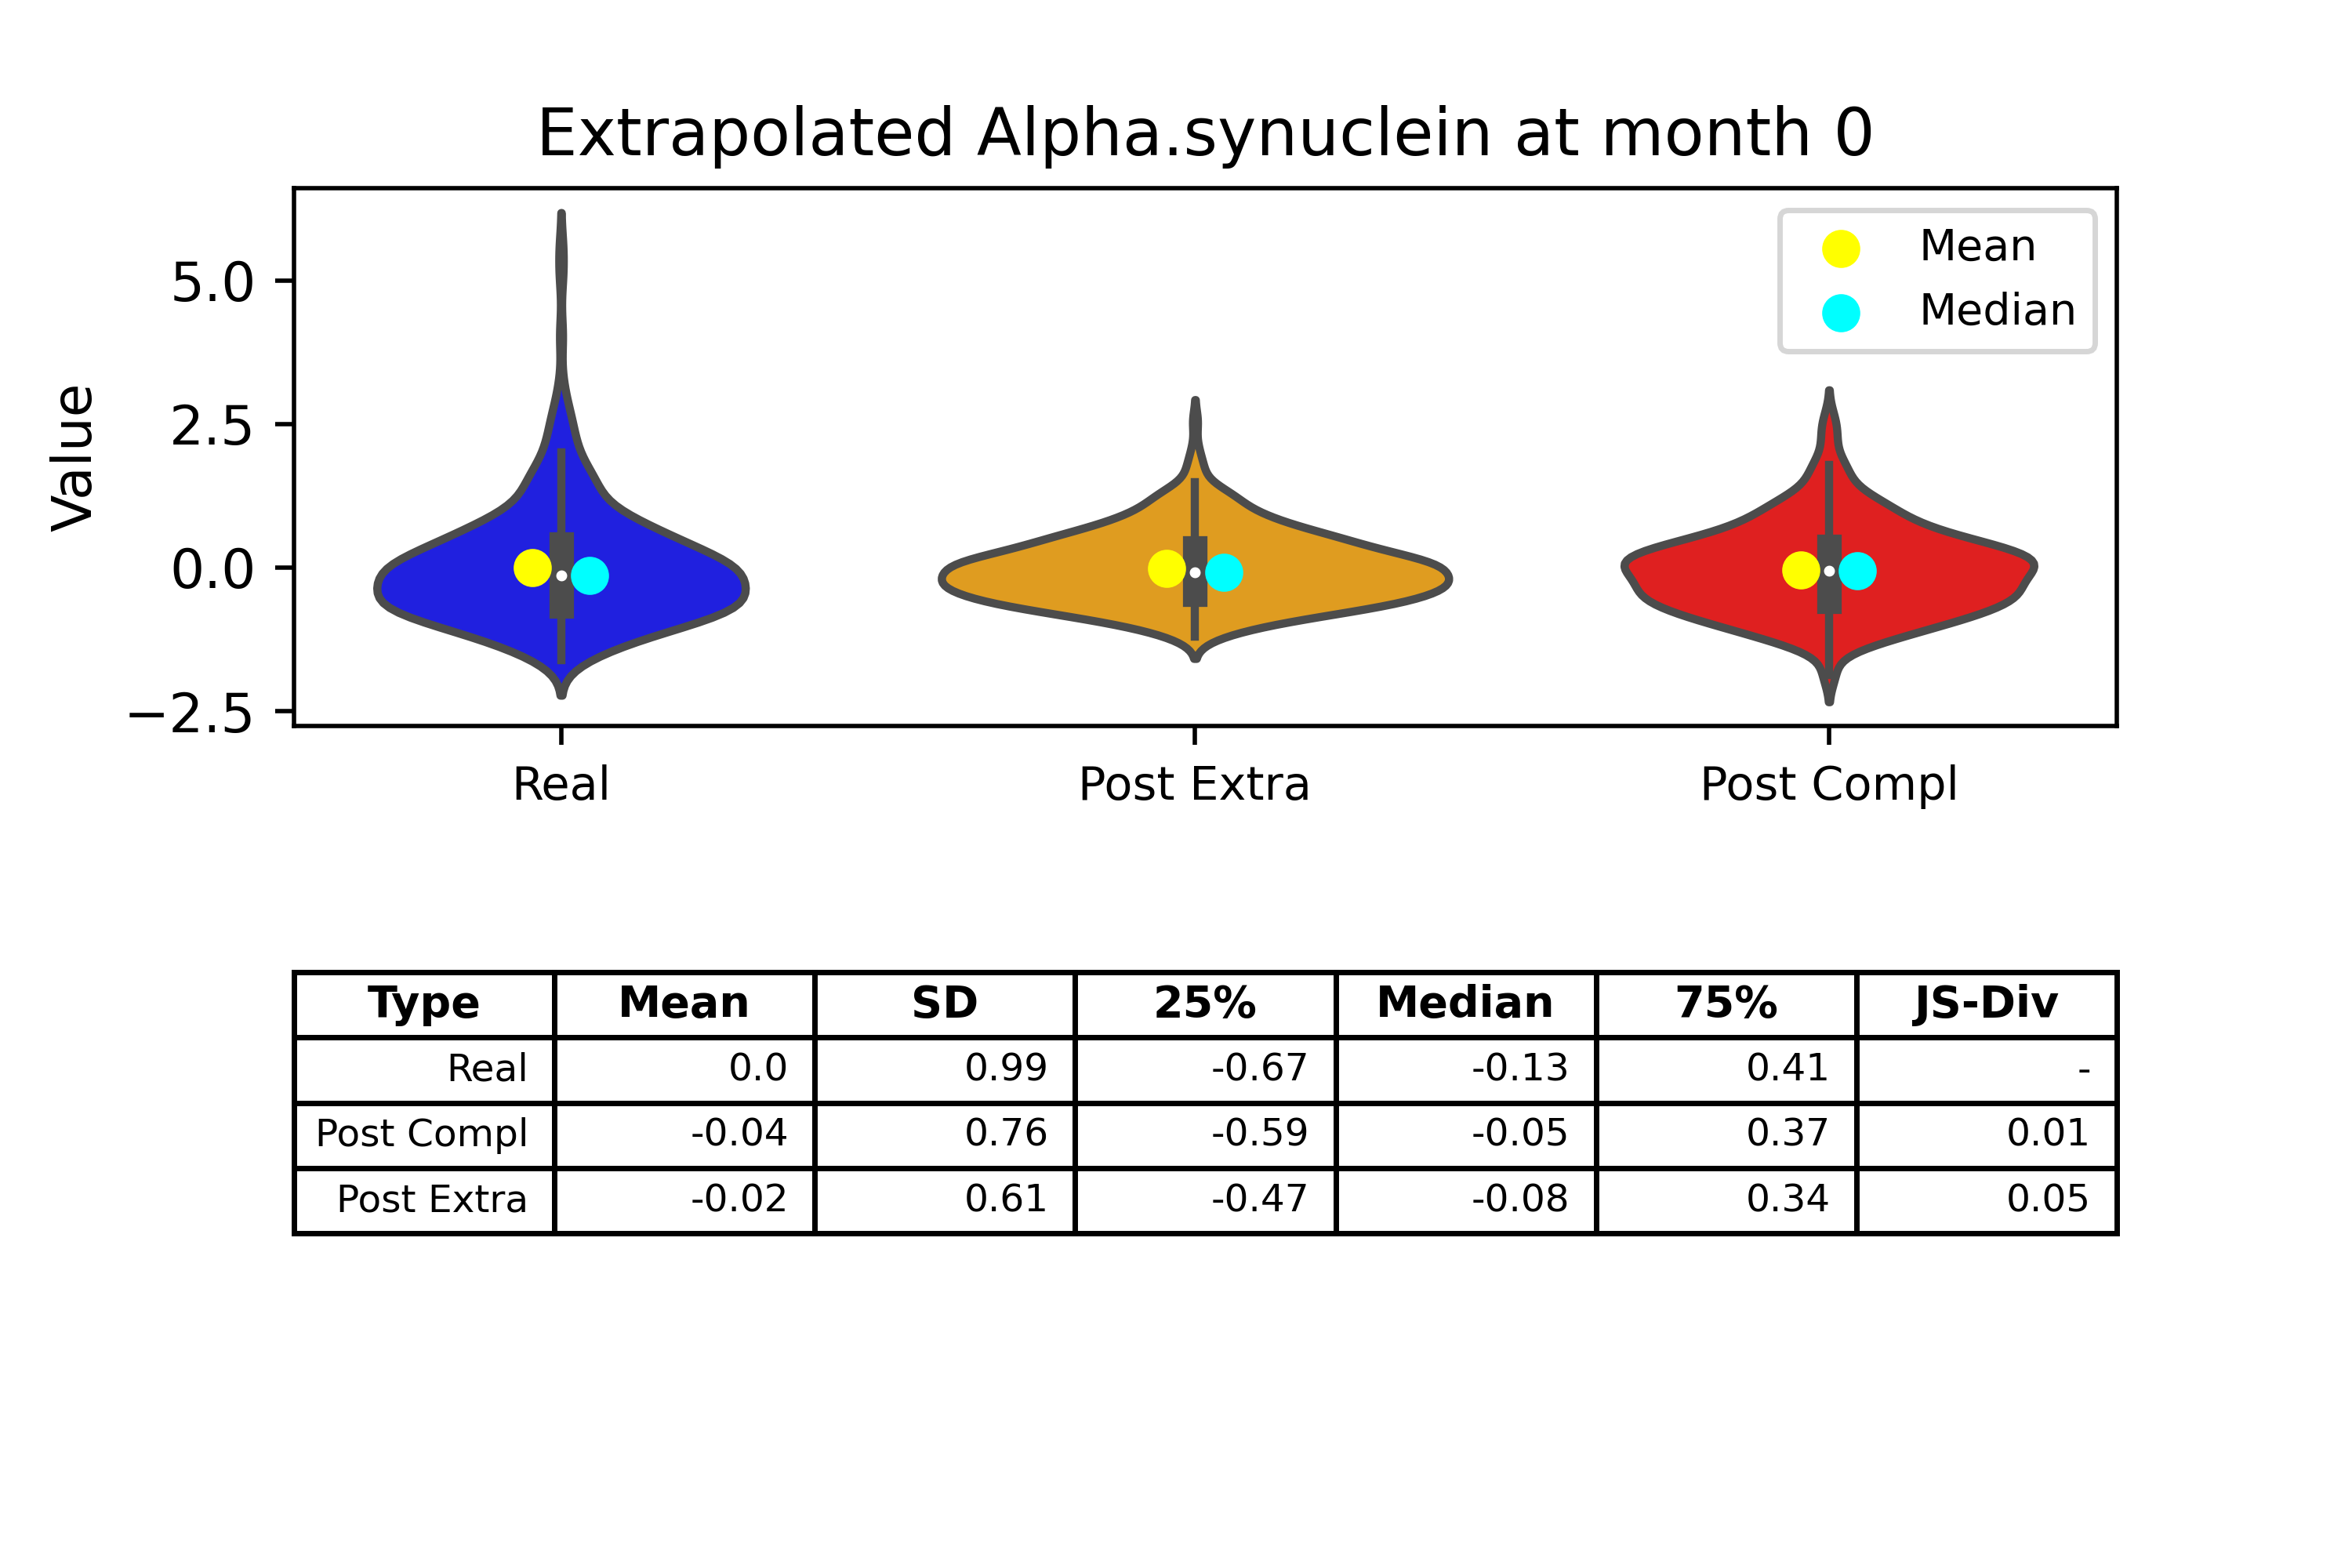 Extrapolated Alpha.synuclein at month 0
Mean
Median
Value
5.0
2.5
0.0
−2.5
Real Post Extra Post Compl
Type Mean SD 25% Median 75% JS-Div
Real 0.0 0.99 -0.67 -0.13 0.41 -
Post Compl -0.04 0.76 -0.59 -0.05 0.37 0.01
Post Extra -0.02 0.61 -0.47 -0.08 0.34 0.05